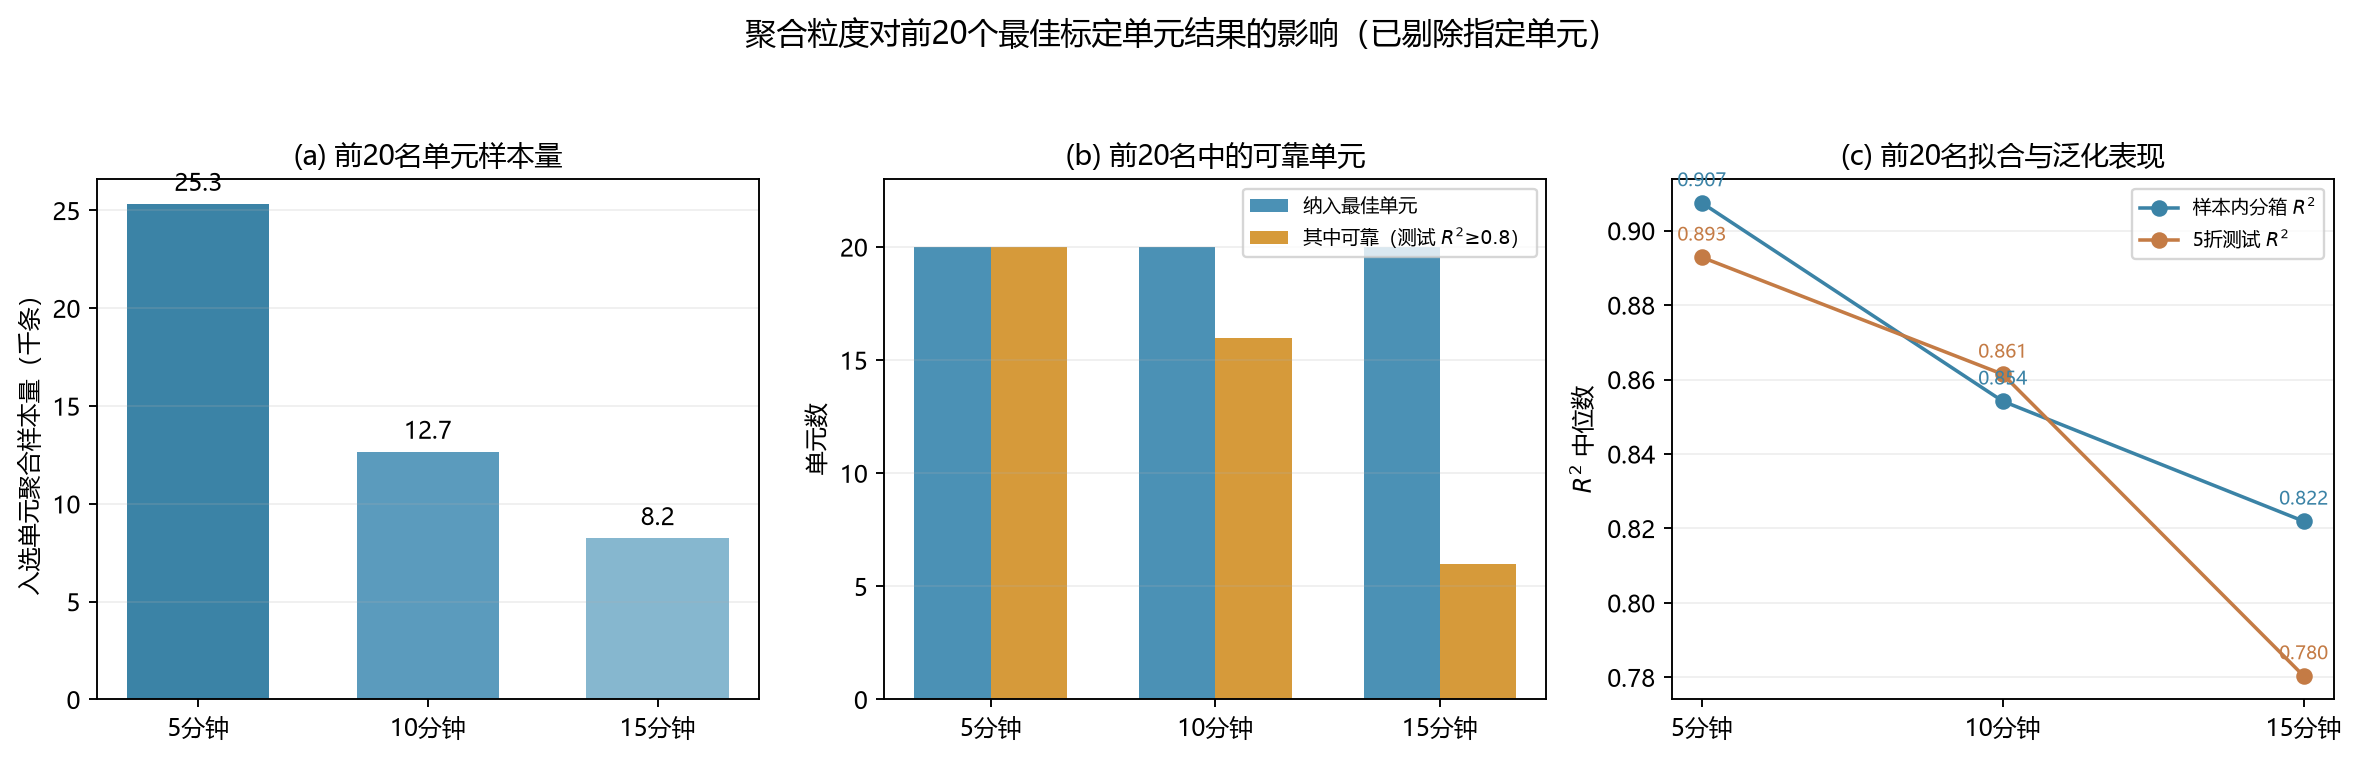 聚合粒度对前20个最佳标定单元结果的影响（已剔除指定单元）
(a) 前20名单元样本量
入选单元聚合样本量（千条）
25
20
15
10
5
0
25.3
12.7
8.2
5分钟
10分钟
15分钟
(b) 前20名中的可靠单元
单元数
20
15
10
5
0
纳入最佳单元
其中可靠（测试 R²≥0.8）
5分钟
10分钟
15分钟
(c) 前20名拟合与泛化表现
R² 中位数
0.90
0.88
0.86
0.84
0.82
0.80
0.78
样本内分箱 R²
5折测试 R²
0.907
0.893
0.861
0.854
0.822
0.780
5分钟
10分钟
15分钟